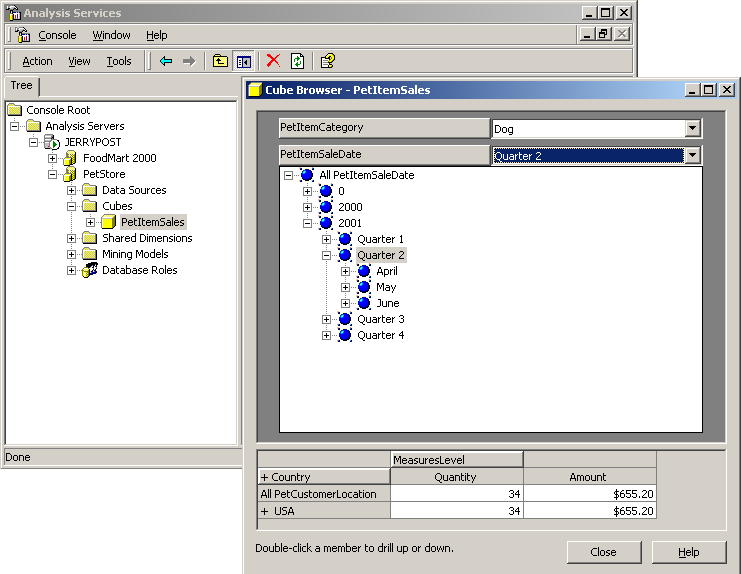 Analysis Services
Console Window Help
Action View Tools
Tree
Console Root
Analysis Servers
JERRYPOST
FoodMart 2000
PetStore
Data Sources
Cubes
PetItemSales
Shared Dimensions
Mining Models
Database Roles
Done
Cube Browser - PetItemSales
PetItemCategory Dog
PetItemSaleDate Quarter 2
All PetItemSaleDate
0
2000
2001
Quarter 1
Quarter 2
April
May
June
Quarter 3
Quarter 4
MeasuresLevel
+ Country Quantity Amount
All PetCustomerLocation 34 $655.20
+ USA 34 $655.20
Double-click a member to drill up or down.
Close Help